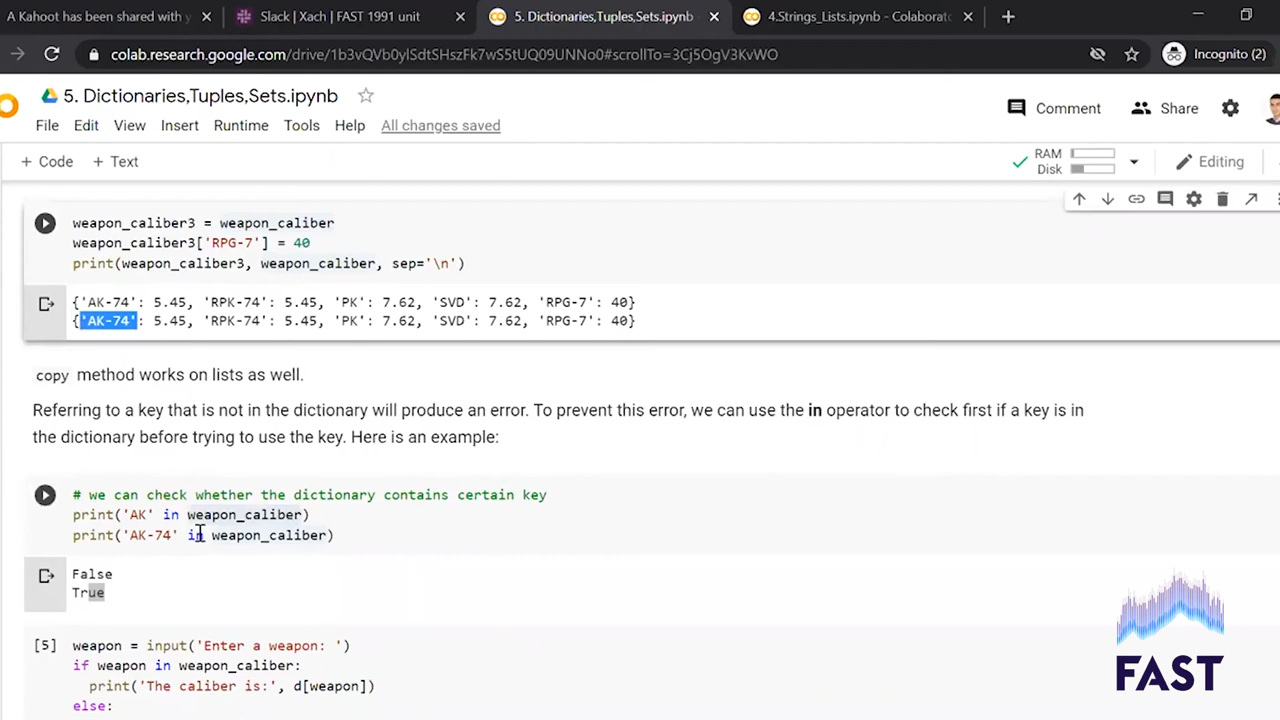 A Kahoot has been shared with y
Slack | Xach | FAST 1991 unit
5. Dictionaries,Tuples,Sets.ipynb
4.Strings_Lists.ipynb - Colaborato
colab.research.google.com/drive/1b3vQVb0ylSdtSHszFk7wS5tUQ09UNNo0#scrollTo=3Cj5OgV3KvWO
Incognito (2)
5. Dictionaries,Tuples,Sets.ipynb
Comment
Share
File Edit View Insert Runtime Tools Help All changes saved
+ Code + Text
RAM
Disk
Editing
weapon_caliber3 = weapon_caliber
weapon_caliber3['RPG-7'] = 40
print(weapon_caliber3, weapon_caliber, sep='\n')
{'AK-74': 5.45, 'RPK-74': 5.45, 'PK': 7.62, 'SVD': 7.62, 'RPG-7': 40}
{'AK-74': 5.45, 'RPK-74': 5.45, 'PK': 7.62, 'SVD': 7.62, 'RPG-7': 40}
copy method works on lists as well.
Referring to a key that is not in the dictionary will produce an error. To prevent this error, we can use the in operator to check first if a key is in
the dictionary before trying to use the key. Here is an example:
# we can check whether the dictionary contains certain key
print('AK' in weapon_caliber)
print('AK-74' in weapon_caliber)
False
True
[5] weapon = input('Enter a weapon: ')
if weapon in weapon_caliber:
print('The caliber is:', d[weapon])
else:
FAST